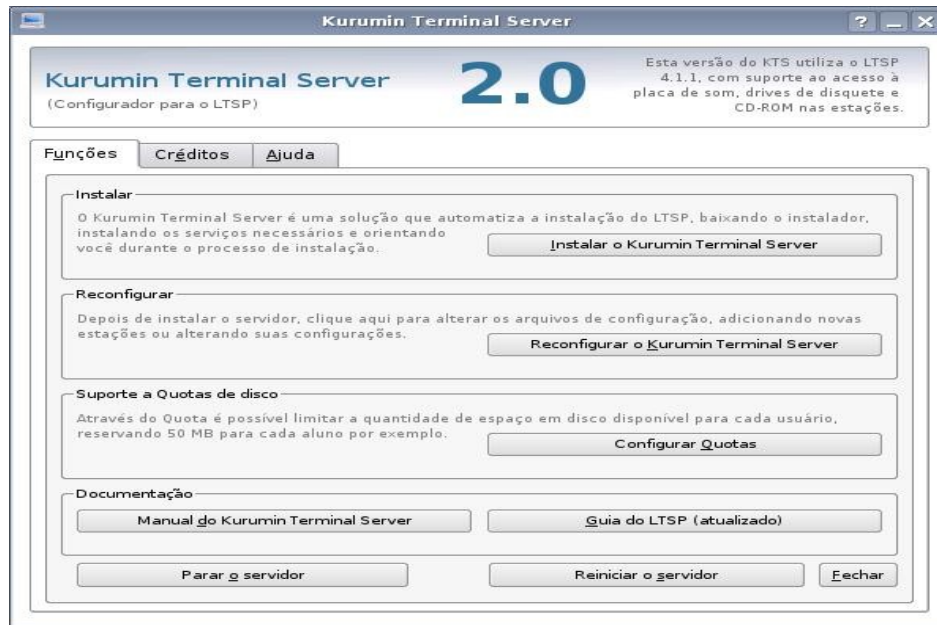 Kurumin Terminal Server
Kurumin Terminal Server
(Configurador para o LTSP)
2.0
Esta versão do KTS utiliza o LTSP
4.1.1, com suporte ao acesso à
placa de som, drives de disquete e
CD-ROM nas estações.
Funções
Créditos
Ajuda
Instalar
O Kurumin Terminal Server é uma solução que automatiza a instalação do LTSP, baixando o instalador,
instalando os serviços necessários e orientando
você durante o processo de instalação.
Instalar o Kurumin Terminal Server
Reconfigurar
Depois de instalar o servidor, clique aqui para alterar os arquivos de configuração, adicionando novas
estações ou alterando suas configurações.
Reconfigurar o Kurumin Terminal Server
Suporte a Quotas de disco
Através do Quota é possível limitar a quantidade de espaço em disco disponível para cada usuário,
reservando 50 MB para cada aluno por exemplo.
Configurar Quotas
Documentação
Manual do Kurumin Terminal Server
Guia do LTSP (atualizado)
Parar o servidor
Reiniciar o servidor
Fechar